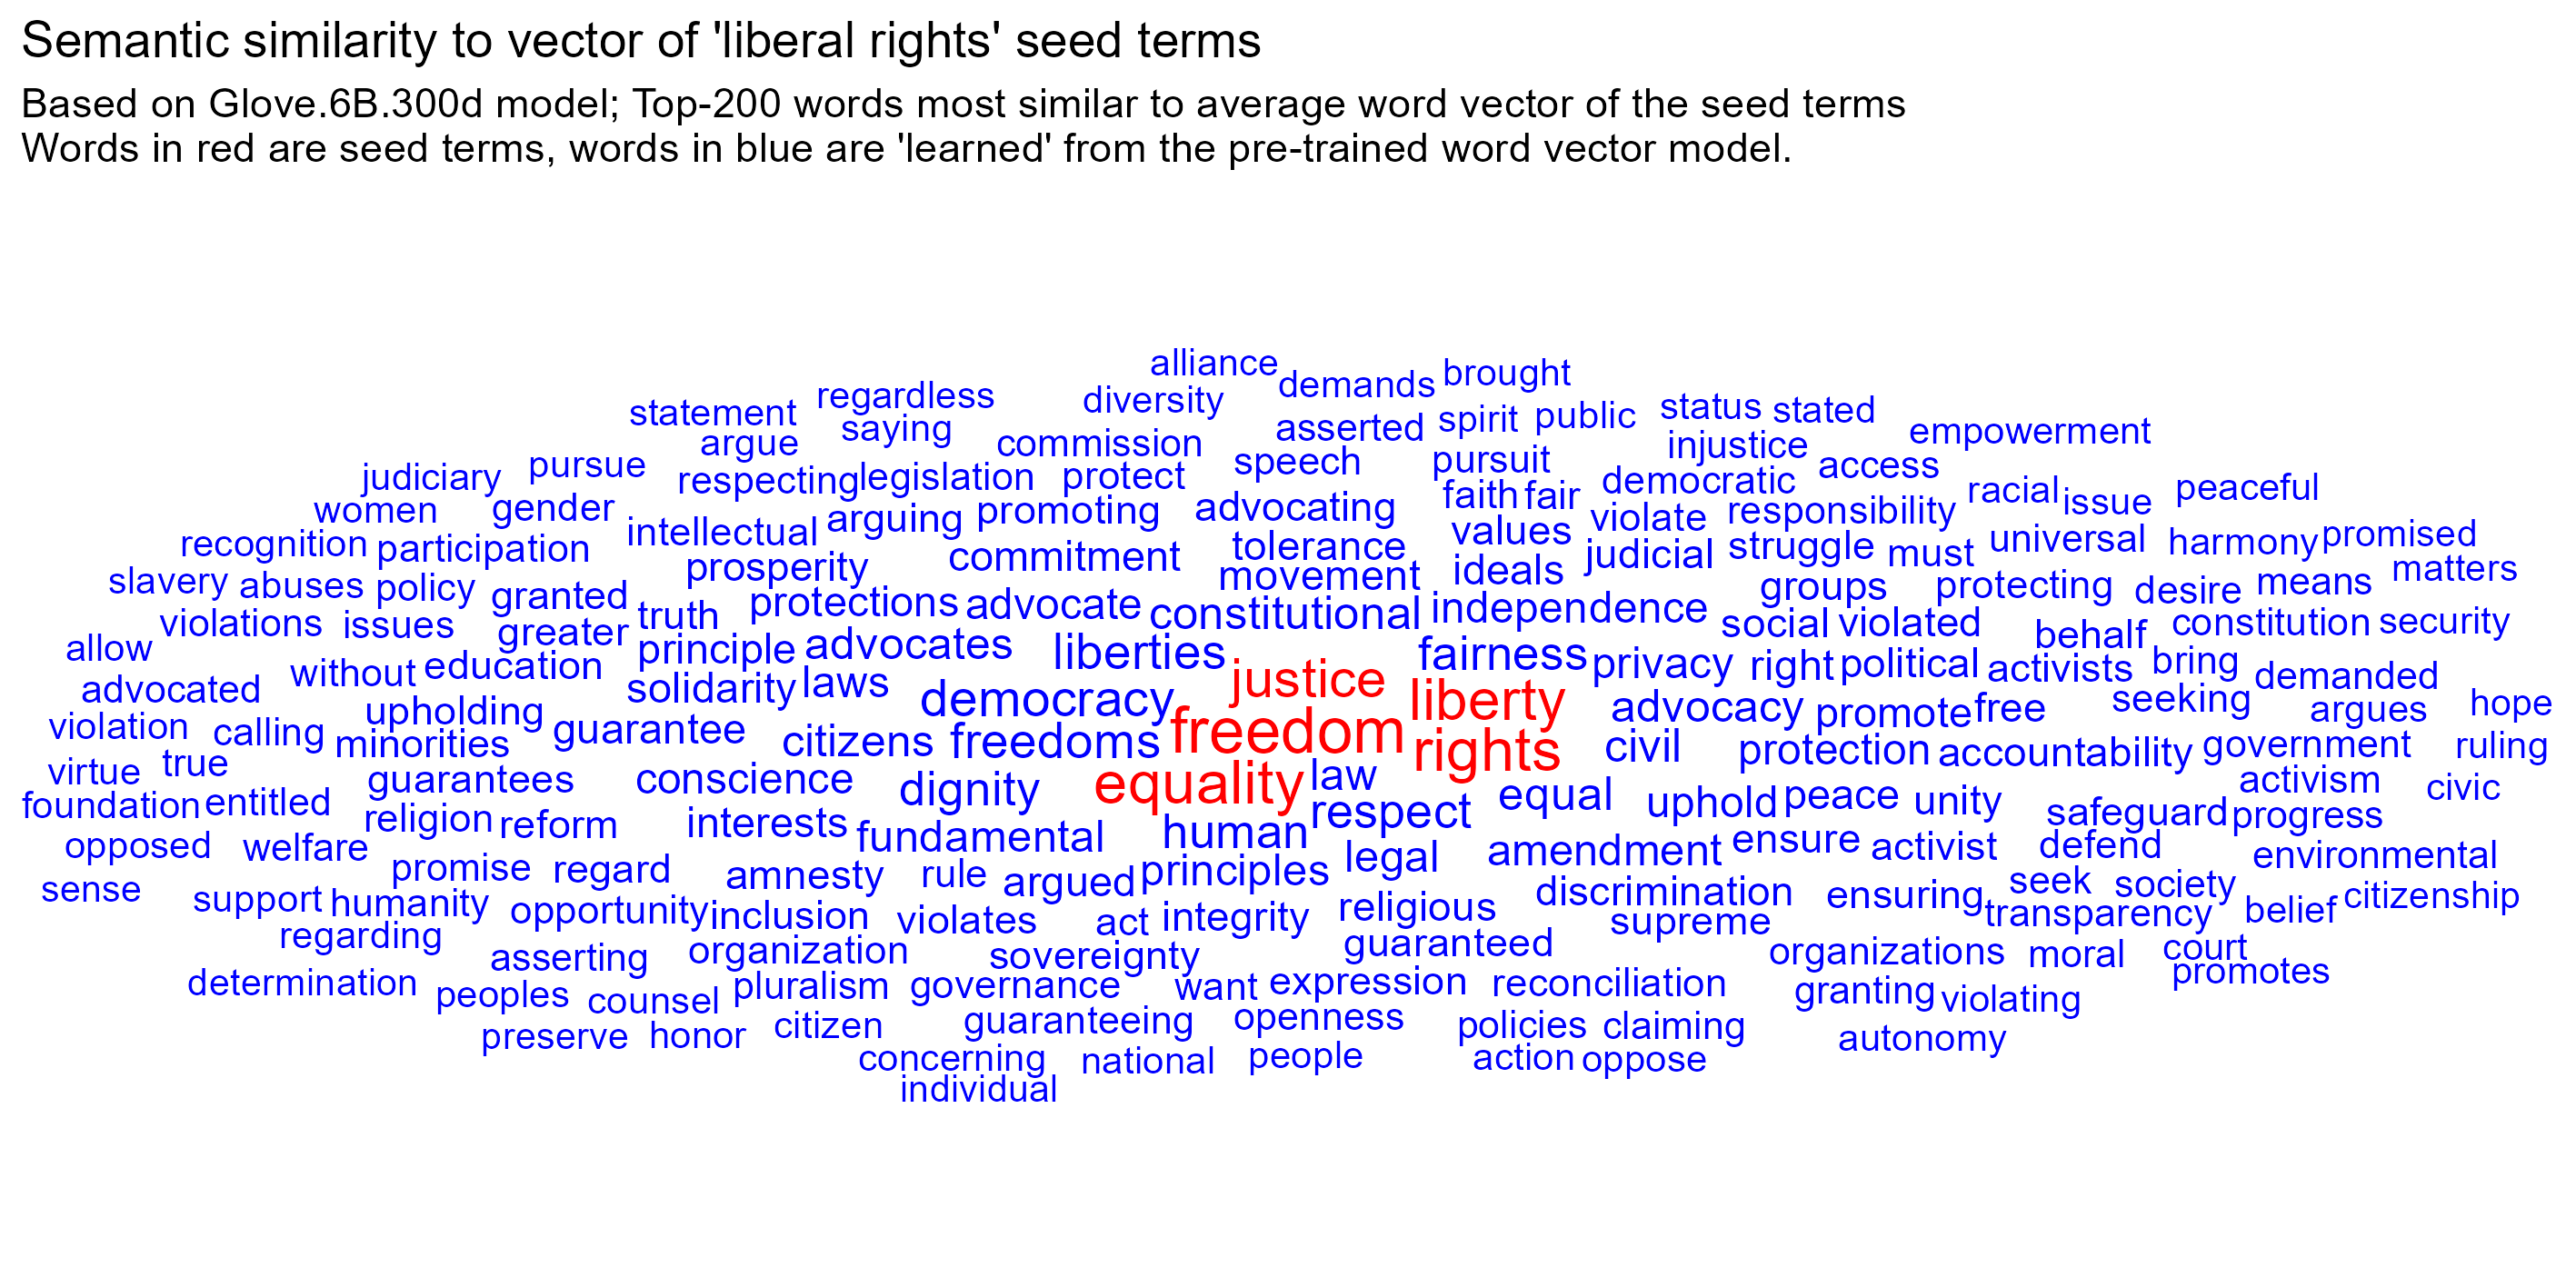 Semantic similarity to vector of 'liberal rights' seed terms
Based on Glove.6B.300d model; Top-200 words most similar to average word vector of the seed terms
Words in red are seed terms, words in blue are 'learned' from the pre-trained word vector model.
alliance
demands brought
regardless diversity
statement spirit public status stated
argue saying commission asserted injustice empowerment
judiciary pursue respecting legislation protect speech pursuit democratic access
women gender intellectual arguing promoting advocating faith fair violate responsibility racial issue peaceful
recognition participation prosperity commitment tolerance values judicial struggle must universal harmony promised
slavery abuses policy granted truth protections advocate movement ideals groups protecting desire means matters
violations issues greater principle advocates constitutional independence social violated behalf constitution security
allow without education solidarity laws liberties fairness privacy right political activists bring demanded
advocated upholding guarantee democracy justice liberty advocacy promote free seeking argues hope
violation calling minorities citizens freedoms freedom rights civil protection accountability government ruling
virtue true guarantees conscience dignity equality law equal uphold peace unity activism civic
foundation entitled religion reform interests fundamental human respect safeguard progress
opposed welfare promise regard amnesty rule argued principles legal amendment ensure activist defend environmental
sense support humanity opportunity inclusion violates act integrity religious discrimination ensuring seek society citizenship
regarding asserting organization sovereignty guaranteed supreme transparency belief
determination peoples counsel pluralism governance want expression reconciliation organizations moral court promotes
preserve honor citizen guaranteeing openness policies claiming granting violating
concerning national people action oppose autonomy
individual